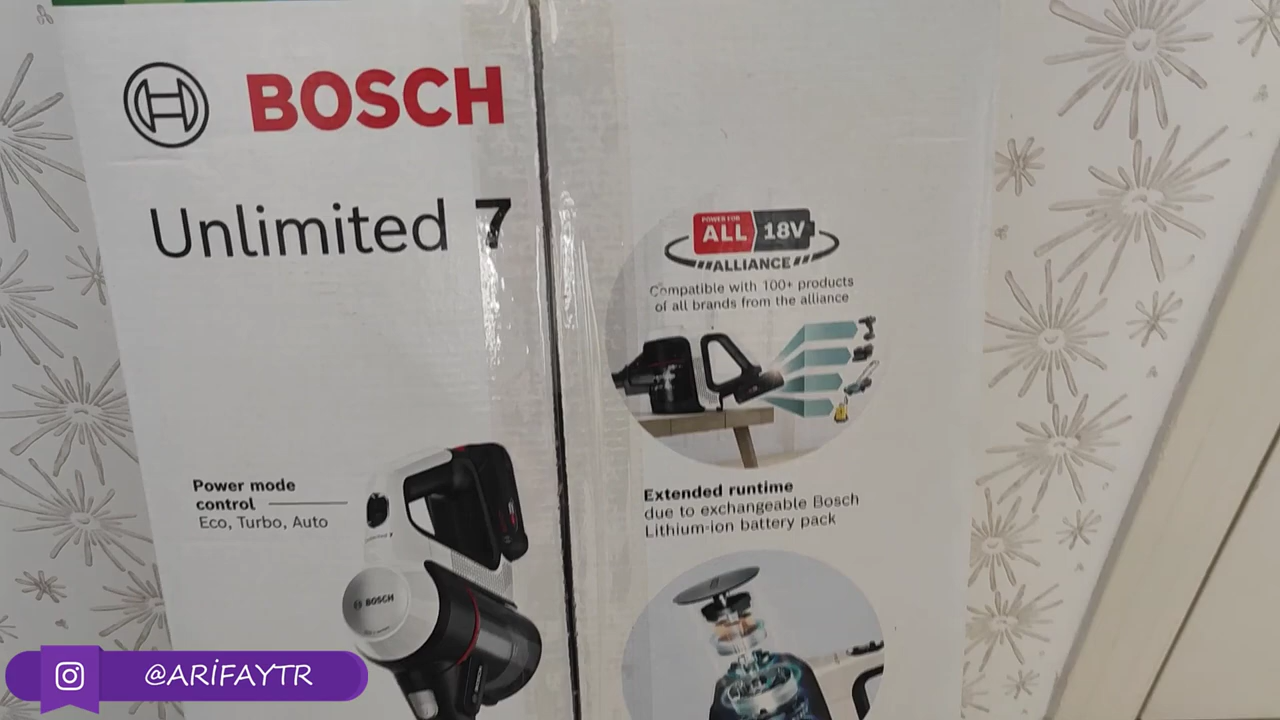 BOSCH
Unlimited 7
POWER FOR
ALL 18V
ALLIANCE
Compatible with 100+ products
of all brands from the alliance
Power mode
control
Eco, Turbo, Auto
Extended runtime
due to exchangeable Bosch
Lithium-ion battery pack
BOSCH
@ARİFAYTR